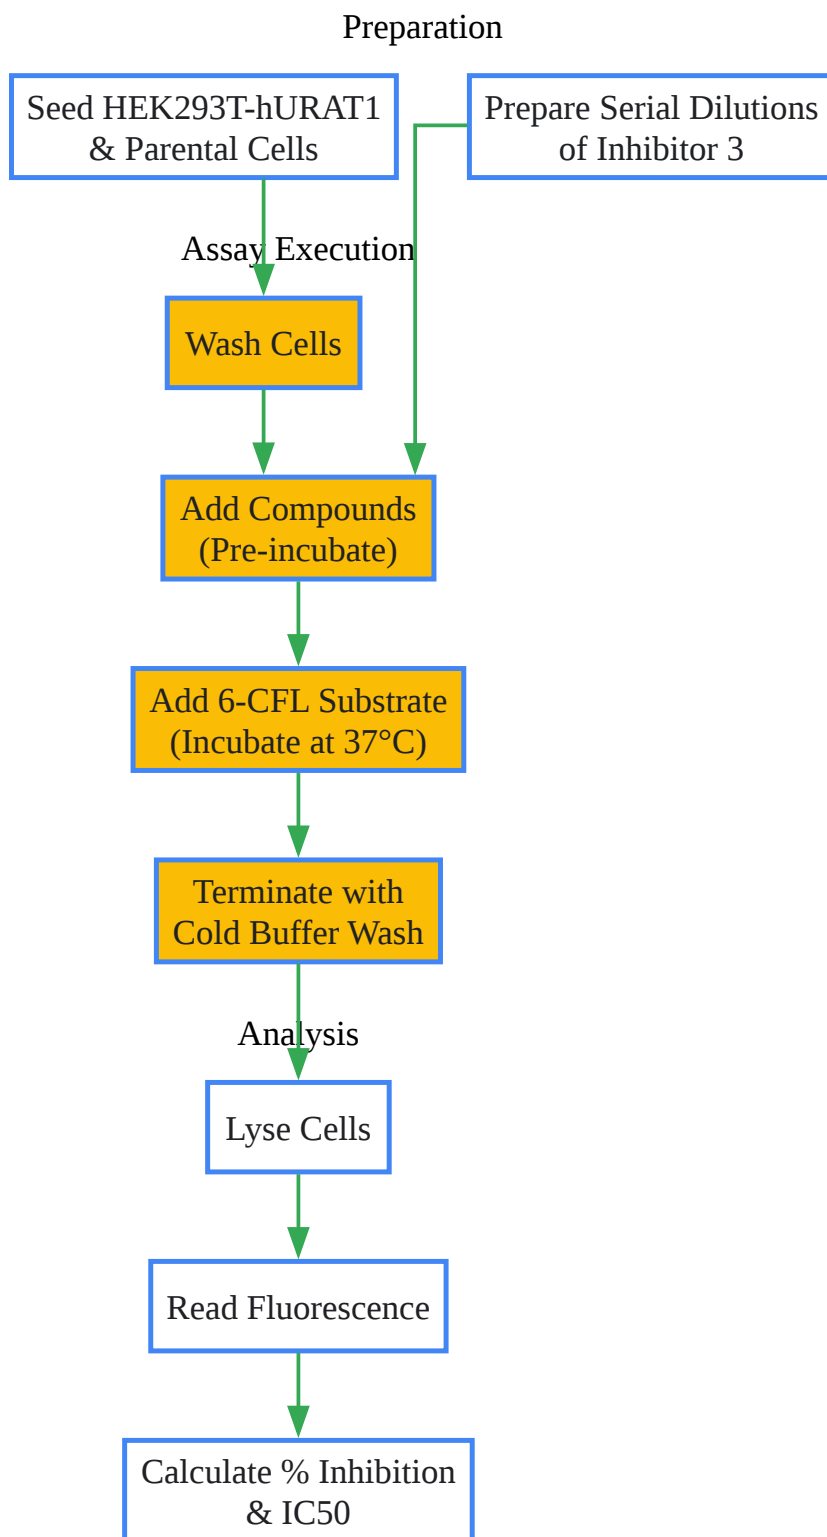 Preparation
Seed HEK293T-hURAT1
& Parental Cells
Prepare Serial Dilutions
of Inhibitor 3
Assay Execution
Wash Cells
Add Compounds
(Pre-incubate)
Add 6-CFL Substrate
(Incubate at 37°C)
Terminate with
Cold Buffer Wash
Analysis
Lyse Cells
Read Fluorescence
Calculate % Inhibition
& IC50